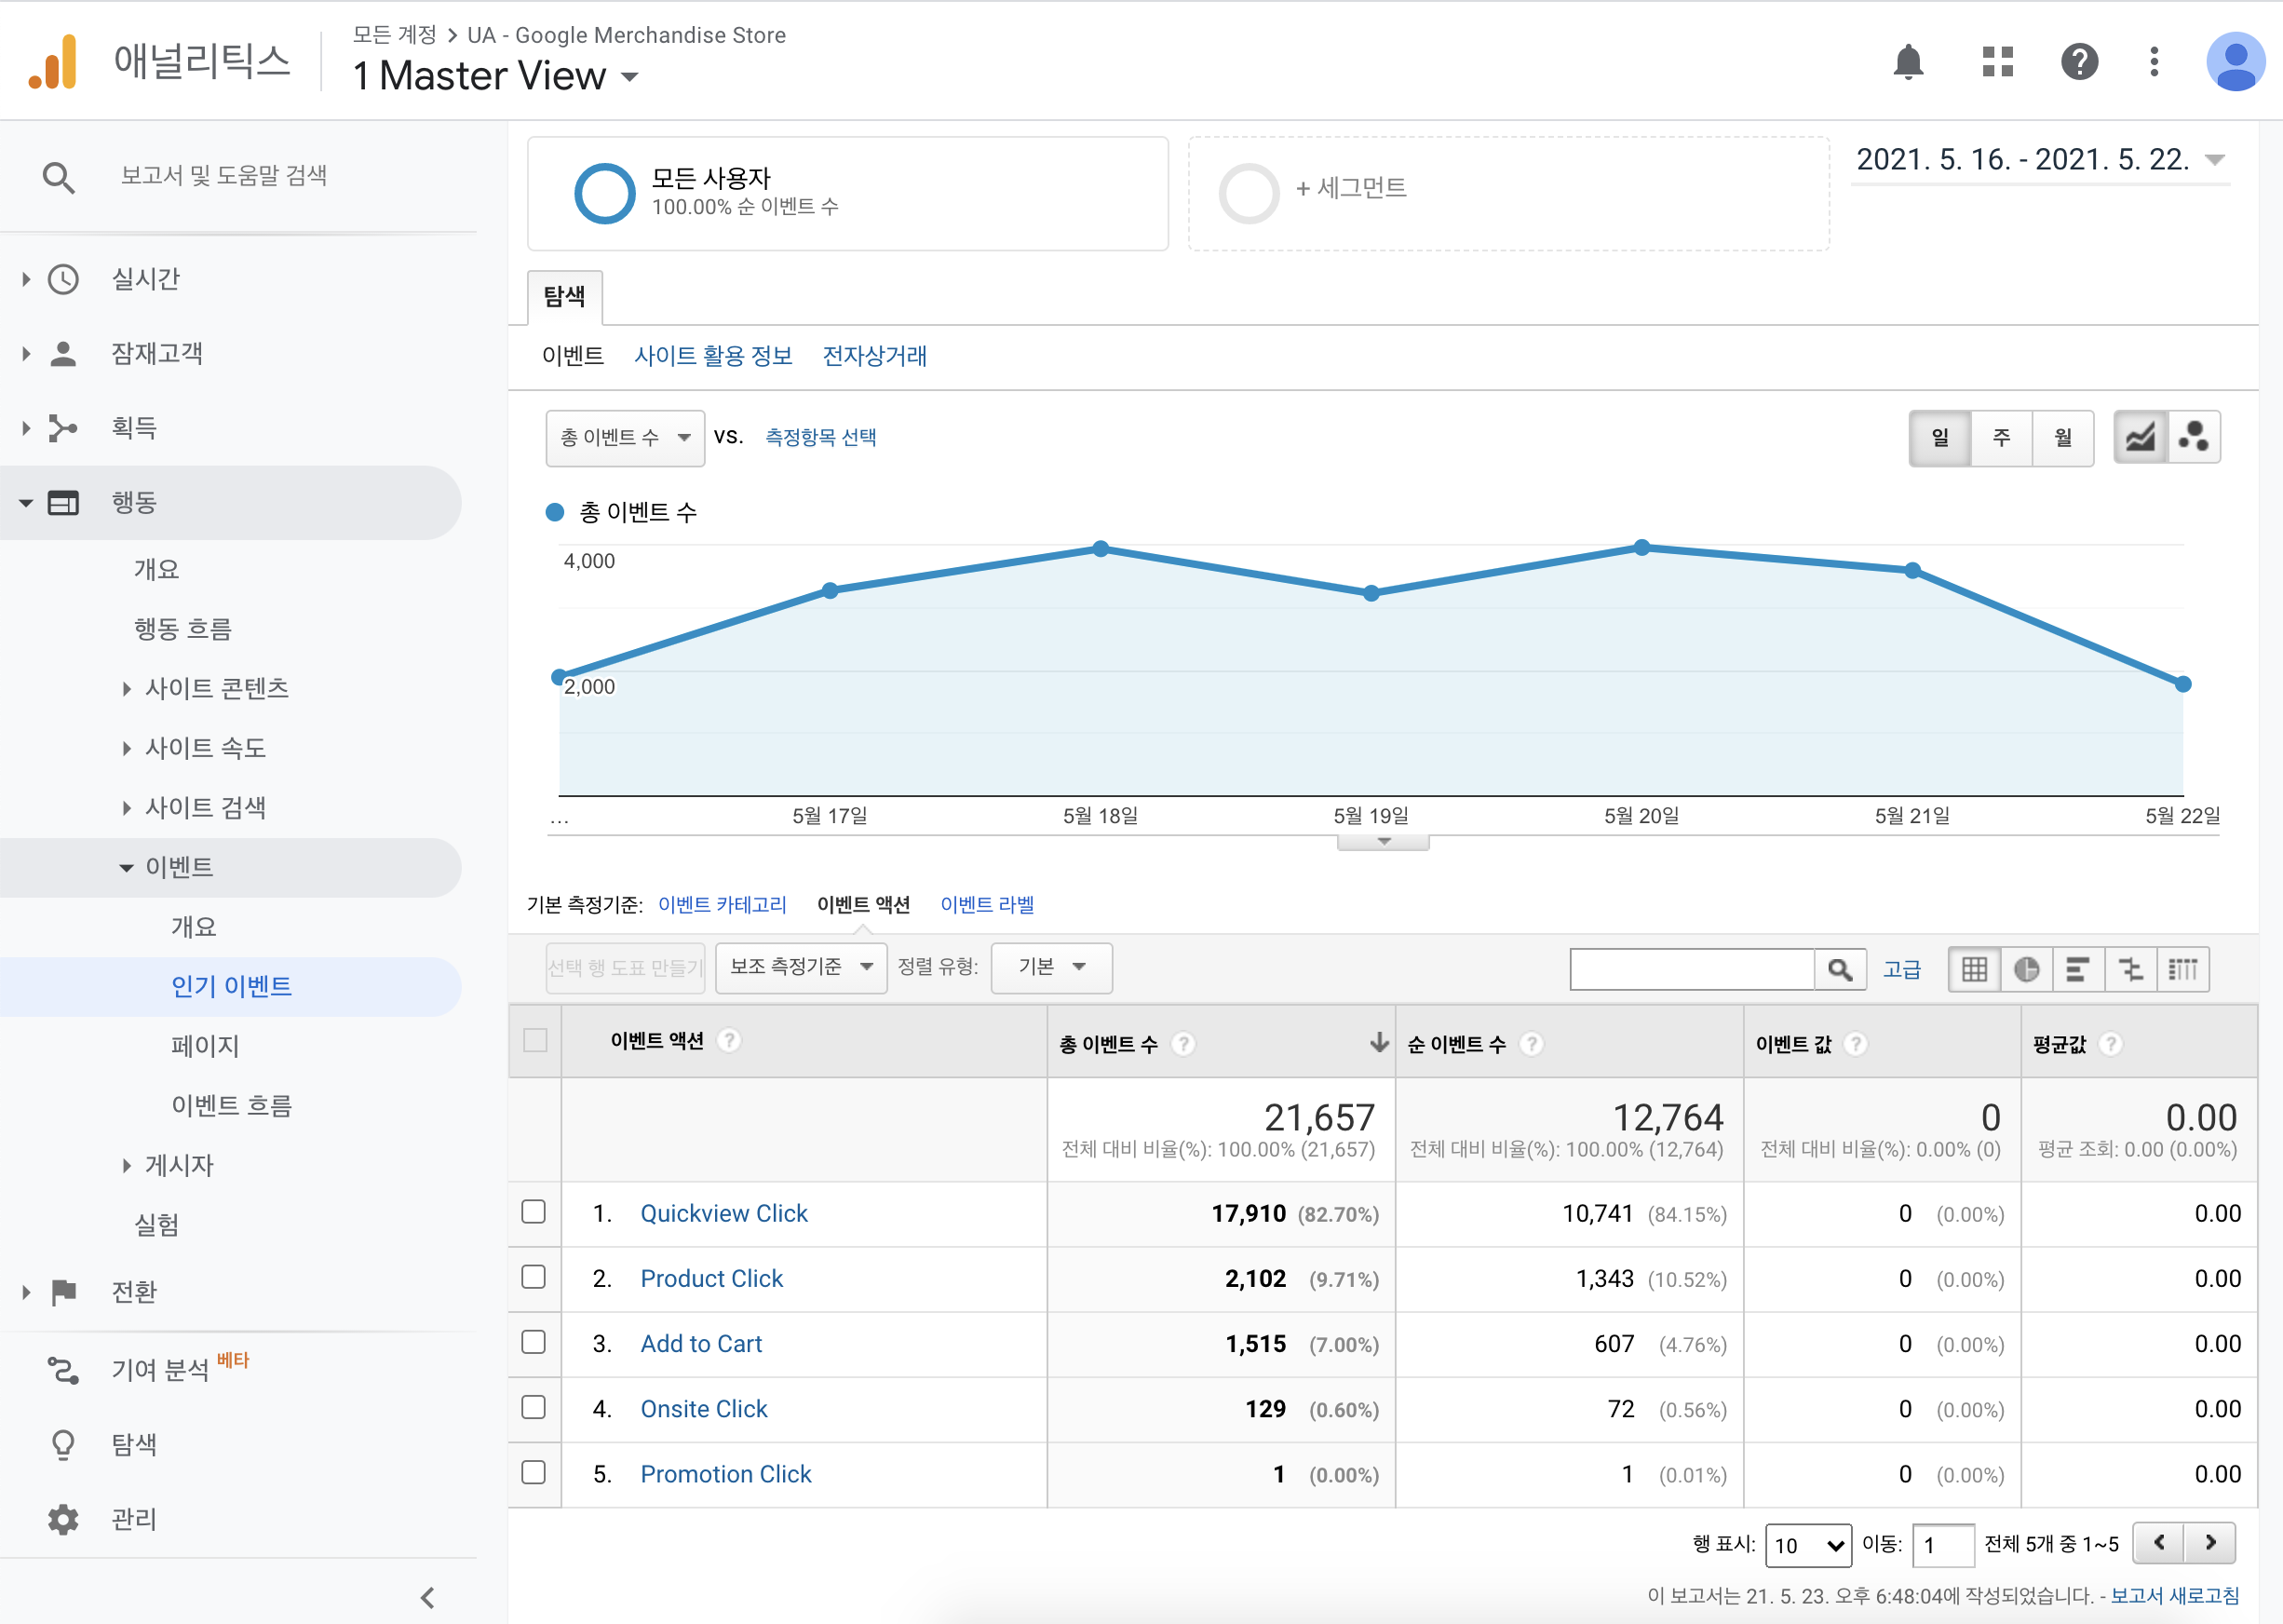 애널리틱스
모든 계정 > UA - Google Merchandise Store
1 Master View
보고서 및 도움말 검색
실시간
잠재고객
획득
행동
개요
행동 흐름
사이트 콘텐츠
사이트 속도
사이트 검색
이벤트
개요
인기 이벤트
페이지
이벤트 흐름
게시자
실험
전환
기여 분석 베타
탐색
관리
모든 사용자
100.00% 순 이벤트 수
+ 세그먼트
2021. 5. 16. - 2021. 5. 22.
탐색
이벤트 사이트 활용 정보 전자상거래
총 이벤트 수 vs. 측정항목 선택
일 주 월
총 이벤트 수
4,000
2,000
... 5월 17일 5월 18일 5월 19일 5월 20일 5월 21일 5월 22일
기본 측정기준: 이벤트 카테고리 이벤트 액션 이벤트 라벨
선택 행 도표 만들기 보조 측정기준 정렬 유형: 기본 고급
이벤트 액션 ? 총 이벤트 수 ? 순 이벤트 수 ? 이벤트 값 ? 평균값 ?
21,657 12,764 0 0.00
전체 대비 비율(%): 100.00% (21,657) 전체 대비 비율(%): 100.00% (12,764) 전체 대비 비율(%): 0.00% (0) 평균 조회: 0.00 (0.00%)
1. Quickview Click 17,910 (82.70%) 10,741 (84.15%) 0 (0.00%) 0.00
2. Product Click 2,102 (9.71%) 1,343 (10.52%) 0 (0.00%) 0.00
3. Add to Cart 1,515 (7.00%) 607 (4.76%) 0 (0.00%) 0.00
4. Onsite Click 129 (0.60%) 72 (0.56%) 0 (0.00%) 0.00
5. Promotion Click 1 (0.00%) 1 (0.01%) 0 (0.00%) 0.00
행 표시: 10 이동: 1 전체 5개 중 1~5
이 보고서는 21. 5. 23. 오후 6:48:04에 작성되었습니다. - 보고서 새로고침